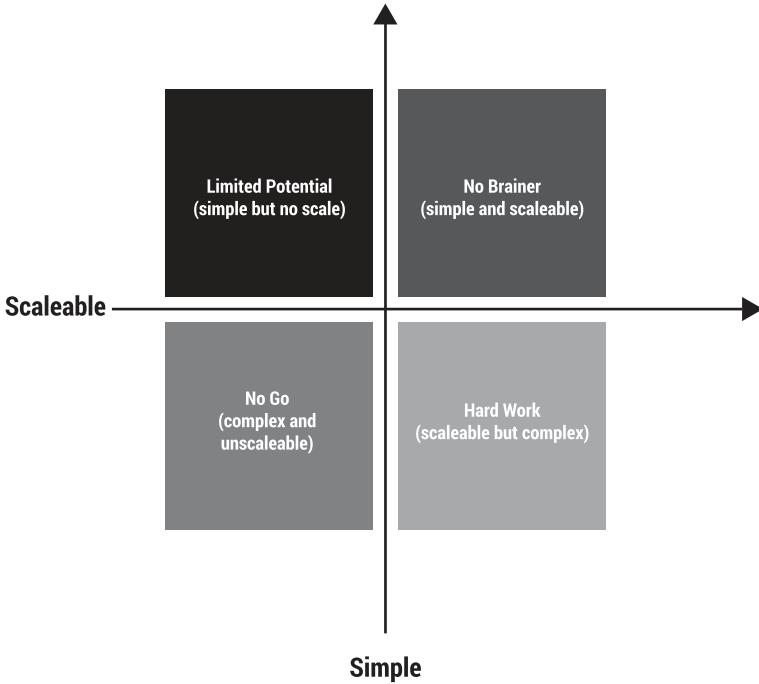 Limited Potential
(simple but no scale)
No Brainer
(simple and scaleable)
Scaleable
No Go
(complex and
unscaleable)
Hard Work
(scaleable but complex)
Simple